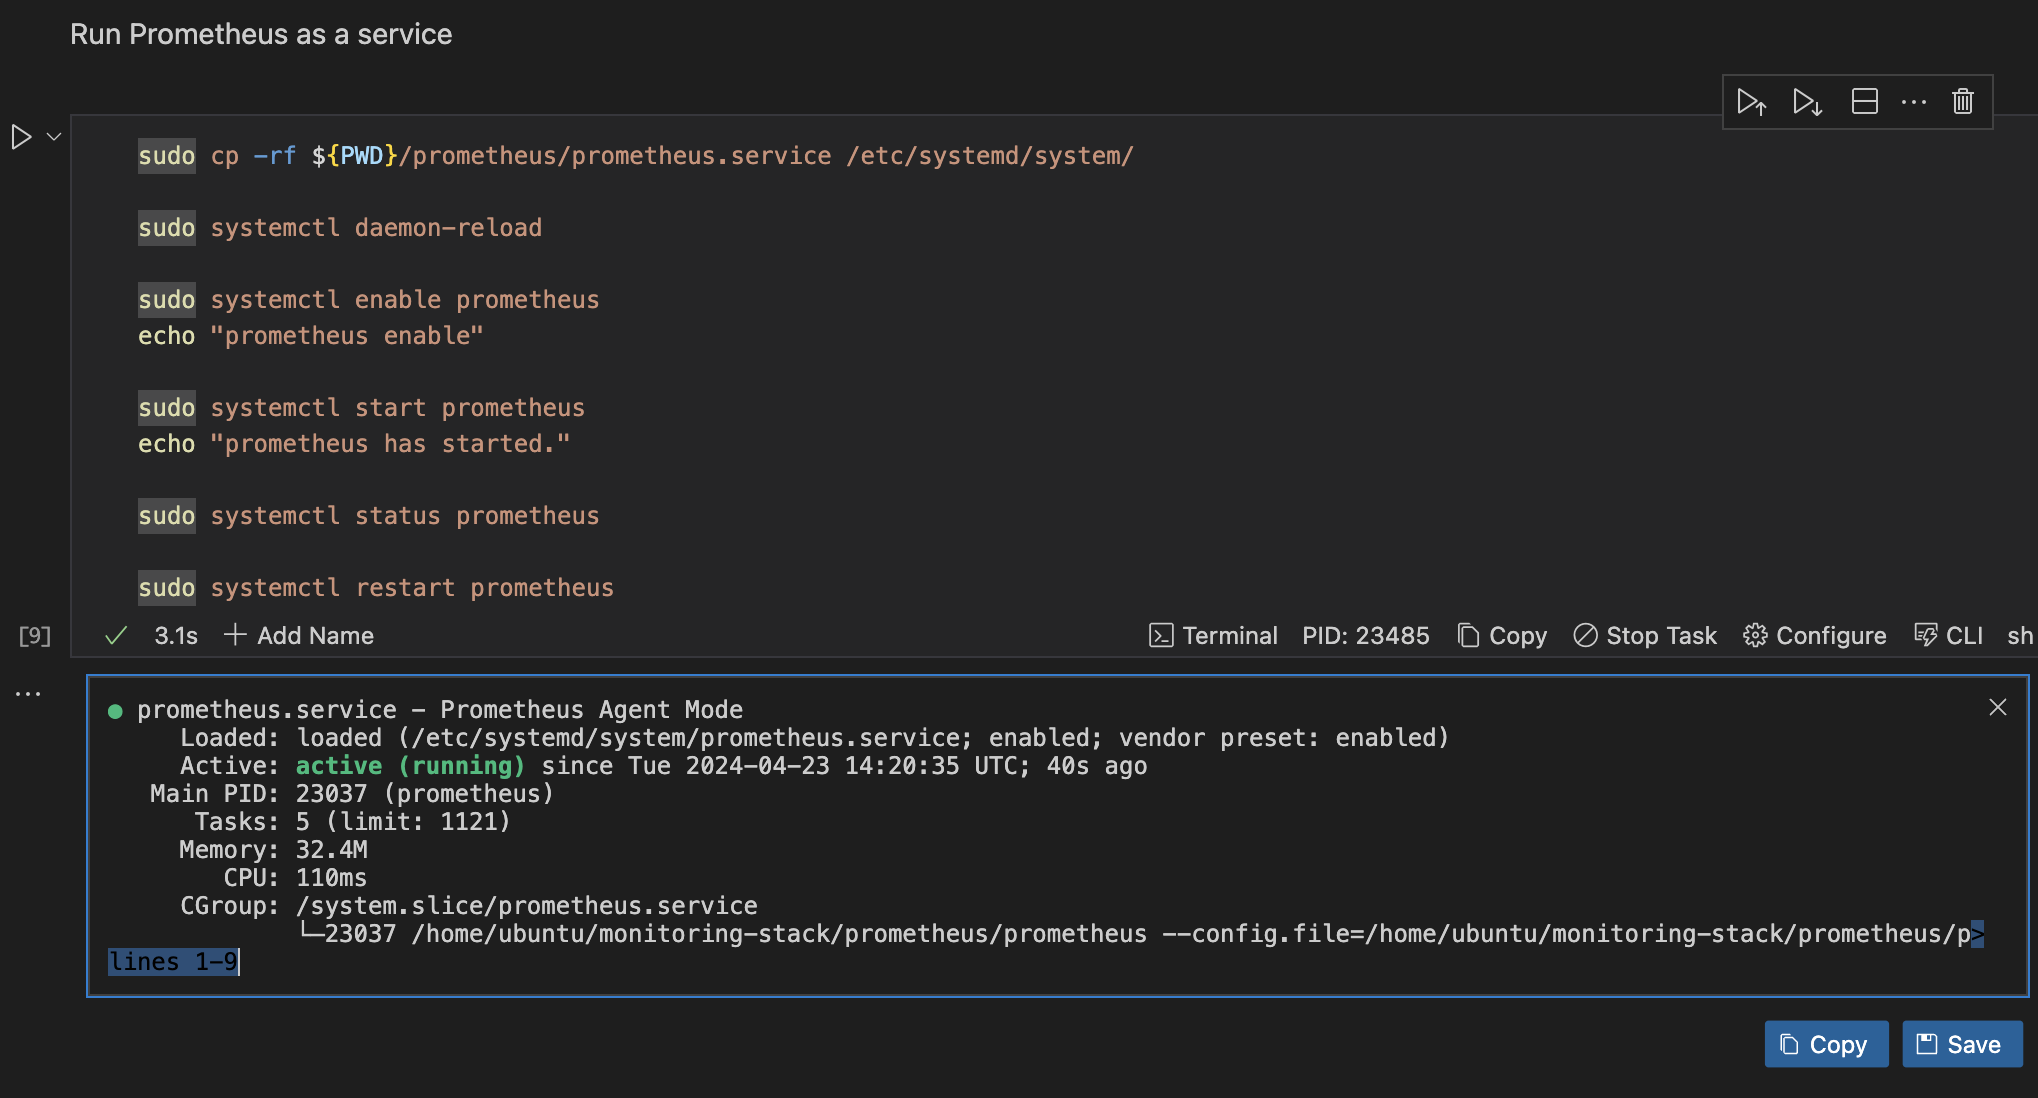 Run Prometheus as a service
sudo cp -rf ${PWD}/prometheus/prometheus.service /etc/systemd/system/
sudo systemctl daemon-reload
sudo systemctl enable prometheus
echo "prometheus enable"
sudo systemctl start prometheus
echo "prometheus has started."
sudo systemctl status prometheus
sudo systemctl restart prometheus
[9] 3.1s Add Name Terminal PID: 23485 Copy Stop Task Configure CLI sh
prometheus.service - Prometheus Agent Mode
Loaded: loaded (/etc/systemd/system/prometheus.service; enabled; vendor preset: enabled)
Active: active (running) since Tue 2024-04-23 14:20:35 UTC; 40s ago
Main PID: 23037 (prometheus)
Tasks: 5 (limit: 1121)
Memory: 32.4M
CPU: 110ms
CGroup: /system.slice/prometheus.service
└─23037 /home/ubuntu/monitoring-stack/prometheus/prometheus --config.file=/home/ubuntu/monitoring-stack/prometheus/p>
lines 1-9
Copy Save